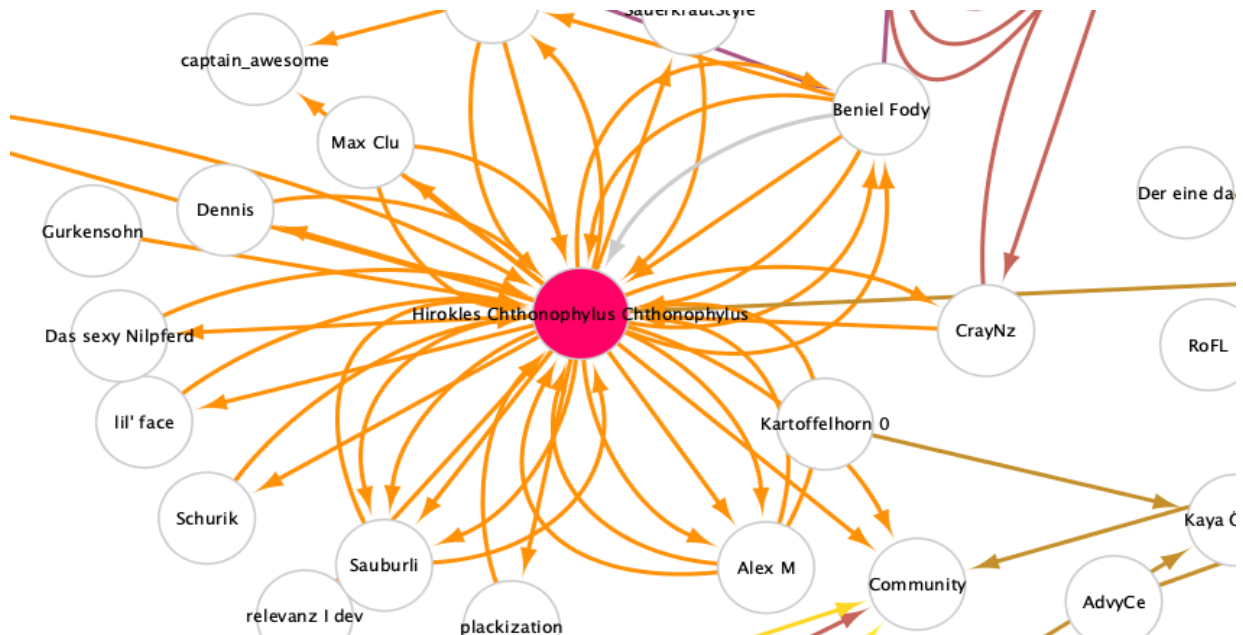 SauerkrautStyle
captain_awesome
Beniel Fody
Max Clu
Der eine da
Dennis
Gurkensohn
Hirokles Chthonophylus Chthonophylus
CrayNz
Das sexy Nilpferd
RoFL
lil' face
Kartoffelhorn 0
Schurik
Kaya
Sauburli
Alex M
Community
AdvyCe
relevanz I dev
plackization